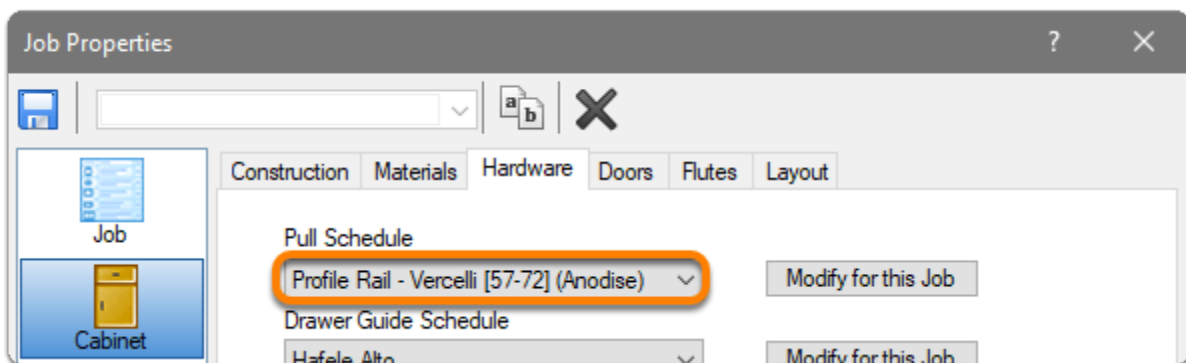 Job Properties ? ×
a b
Job
Cabinet
Construction Materials Hardware Doors Flutes Layout
Pull Schedule
Profile Rail - Vercelli [57-72] (Anodise) Modify for this Job
Drawer Guide Schedule
Hafele Alto Modify for this Job